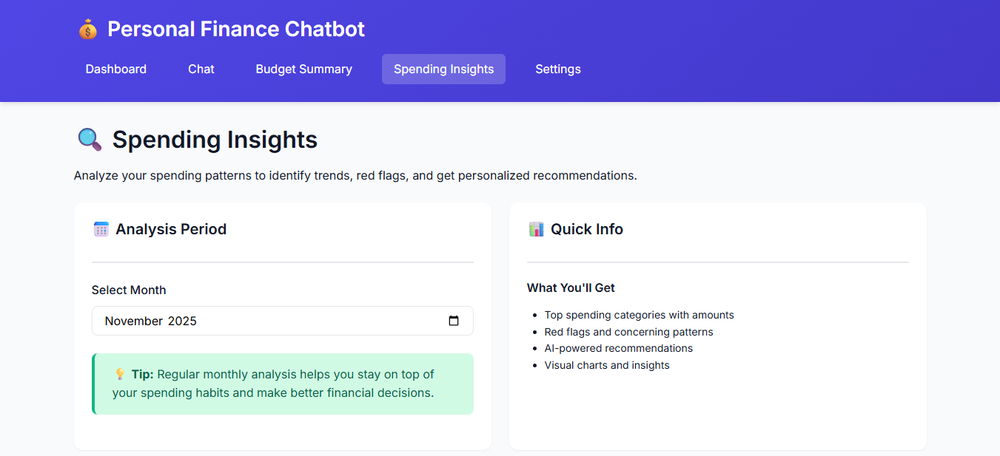 Personal Finance Chatbot
Dashboard Chat Budget Summary Spending Insights Settings
Spending Insights
Analyze your spending patterns to identify trends, red flags, and get personalized recommendations.
Analysis Period
Select Month
November 2025
Tip: Regular monthly analysis helps you stay on top of
your spending habits and make better financial decisions.
Quick Info
What You'll Get
• Top spending categories with amounts
• Red flags and concerning patterns
• AI-powered recommendations
• Visual charts and insights